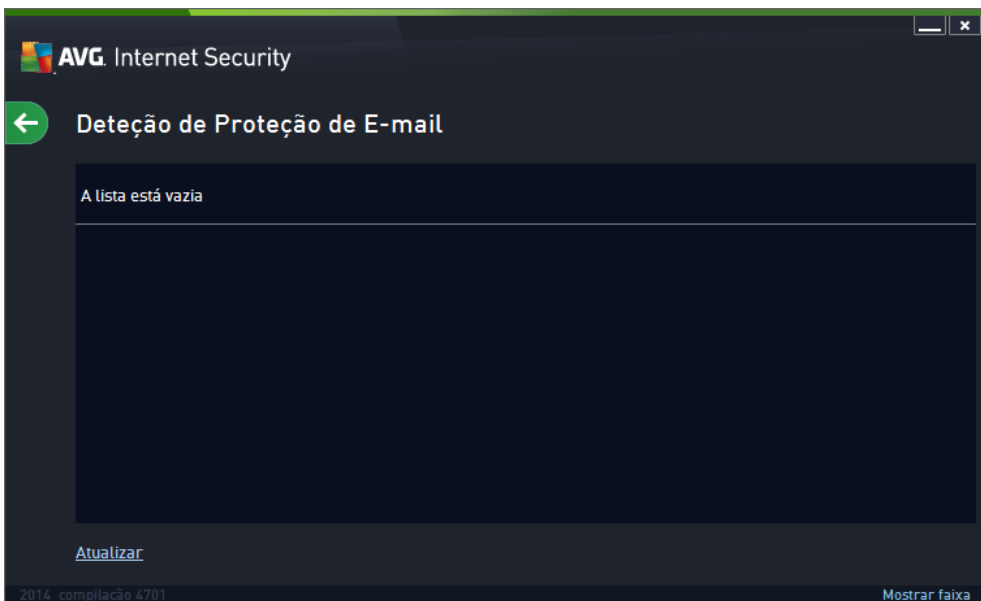 AVG. Internet Security
Deteção de Proteção de E-mail
A lista está vazia
Atualizar
2014 compilação 4701
Mostrar faixa